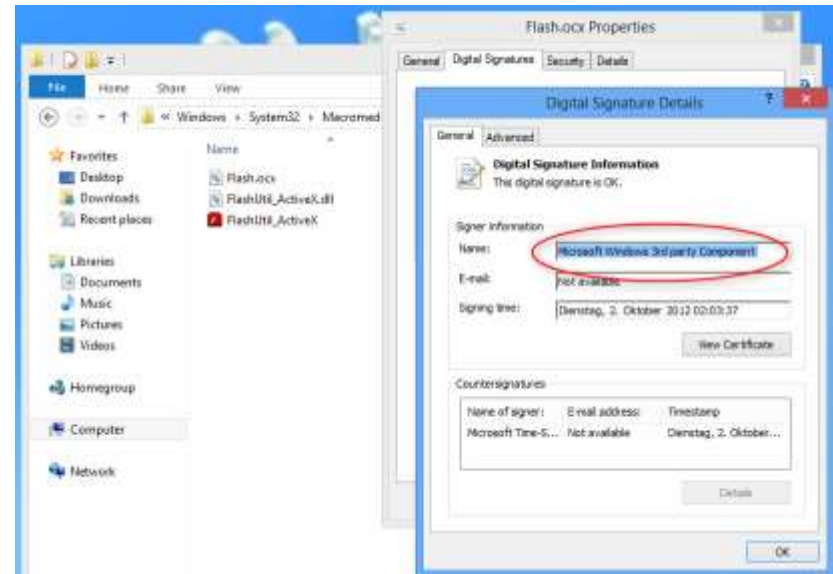 Flash.ocx Properties
General Digital Signatures Security Details
File Home Share View
« Windows › System32 › Macromed
Favorites
Desktop
Downloads
Recent places
Libraries
Documents
Music
Pictures
Videos
Homegroup
Computer
Network
Name
Flash.ocx
FlashUtil_ActiveX.dll
FlashUtil_ActiveX
Digital Signature Details
?
General Advanced
Digital Signature Information
This digital signature is OK.
Signer information
Name: Microsoft Windows 3rd party Component
E-mail: Not available
Signing time: Dienstag, 2. Oktober 2012 02:03:37
View Certificate
Countersignatures
Name of signer: E-mail address: Timestamp
Microsoft Time-S... Not available Dienstag, 2. Oktober...
Details
OK